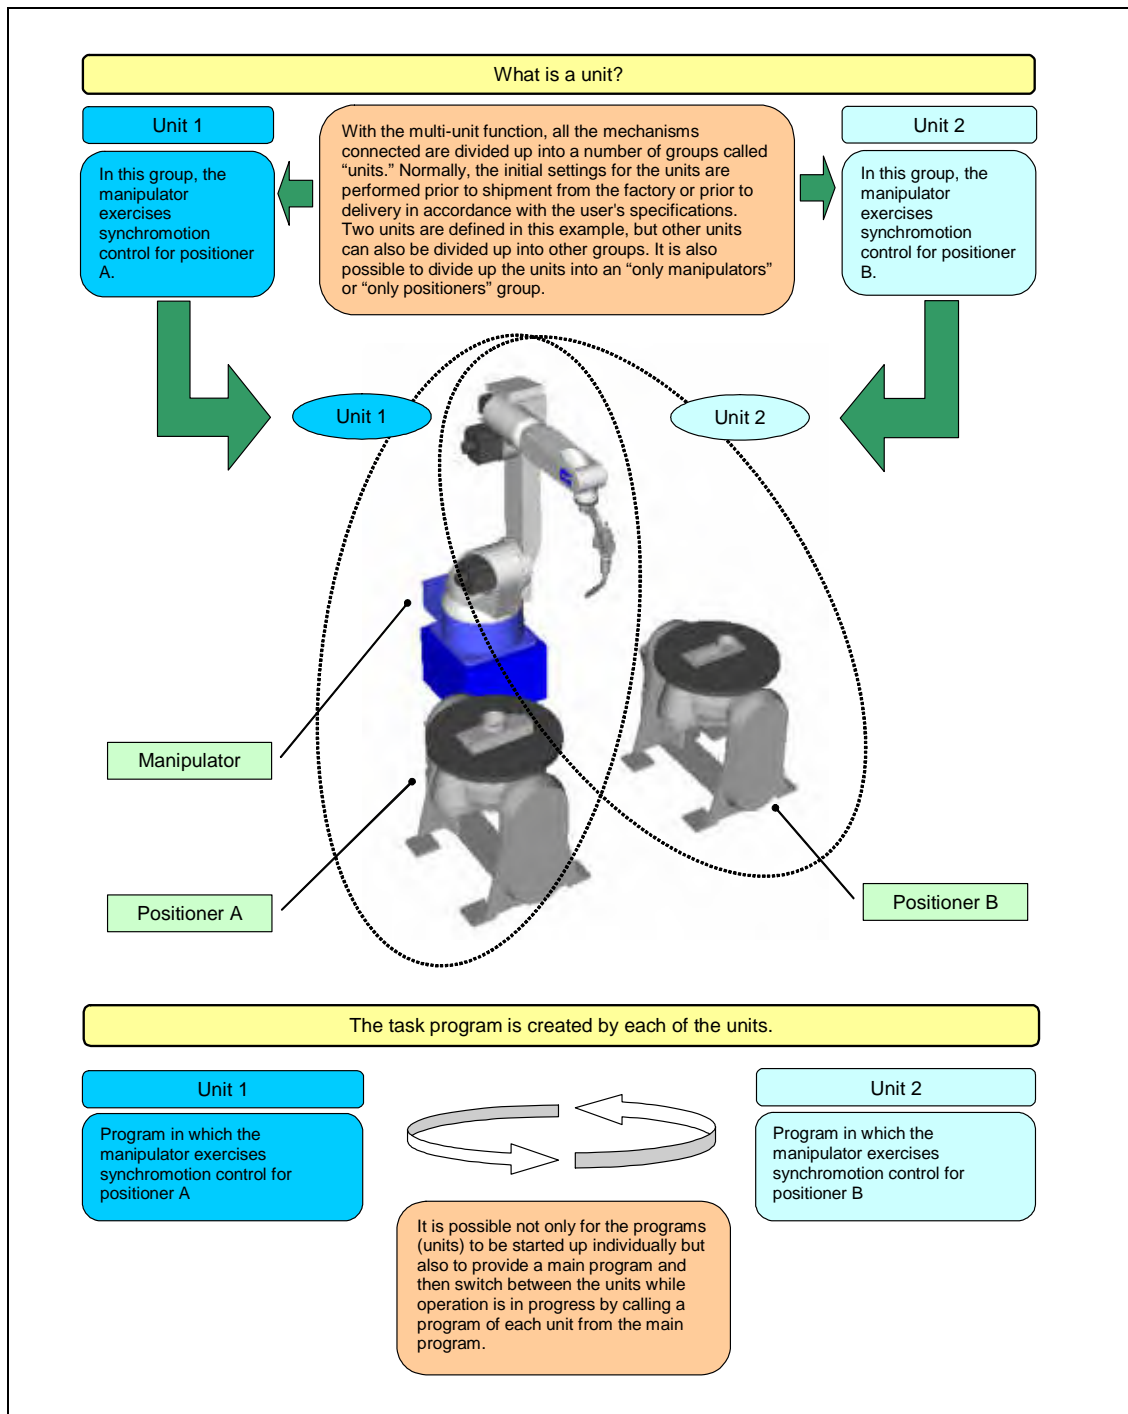 What is a unit?
Unit 1
In this group, the
manipulator
exercises
synchromotion
control for positioner
A.
With the multi-unit function, all the mechanisms
connected are divided up into a number of groups called
“units.” Normally, the initial settings for the units are
performed prior to shipment from the factory or prior to
delivery in accordance with the user's specifications.
Two units are defined in this example, but other units
can also be divided up into other groups. It is also
possible to divide up the units into an “only manipulators”
or “only positioners” group.
Unit 2
In this group, the
manipulator
exercises
synchromotion
control for positioner
B.
Unit 1
Unit 2
Manipulator
Positioner A
Positioner B
The task program is created by each of the units.
Unit 1
Program in which the
manipulator exercises
synchromotion control for
positioner A
Unit 2
Program in which the
manipulator exercises
synchromotion control for
positioner B
It is possible not only for the programs
(units) to be started up individually but
also to provide a main program and
then switch between the units while
operation is in progress by calling a
program of each unit from the main
program.